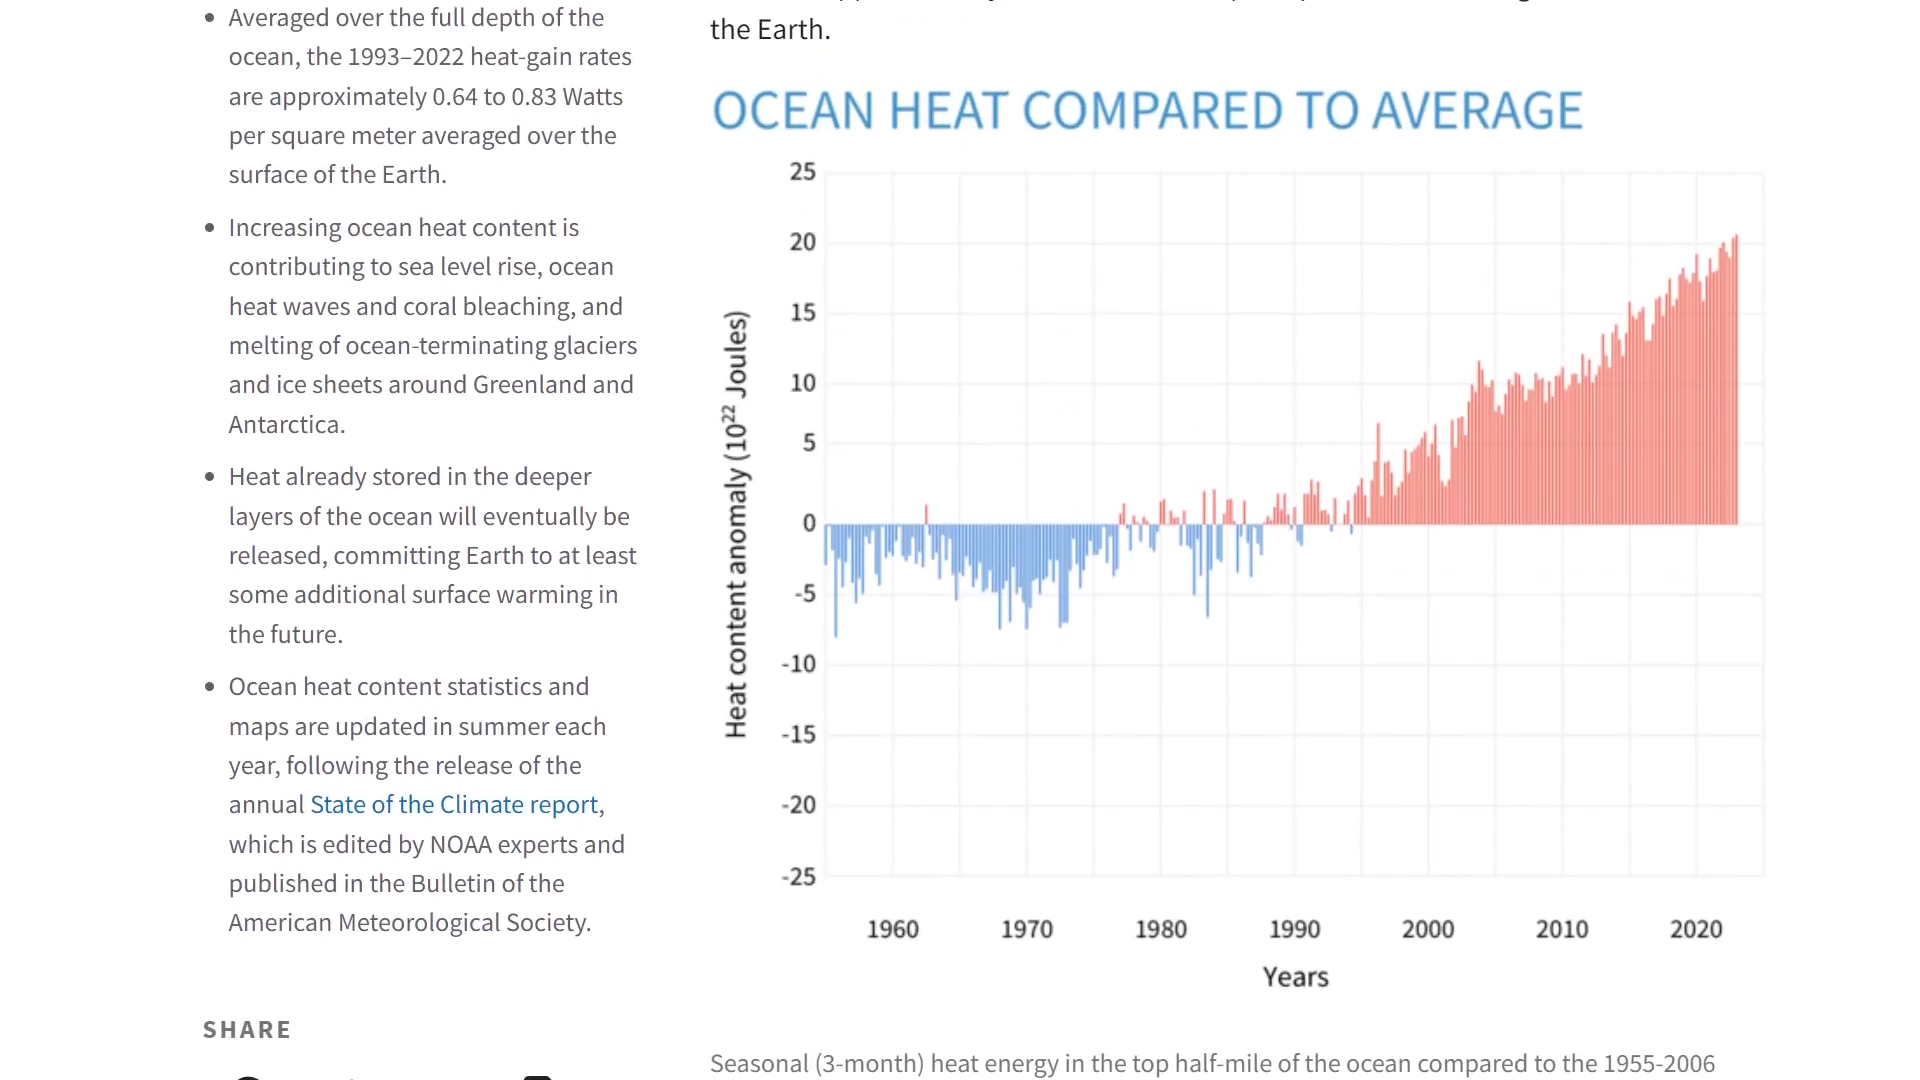 Averaged over the full depth of the
ocean, the 1993–2022 heat-gain rates
are approximately 0.64 to 0.83 Watts
per square meter averaged over the
surface of the Earth.
Increasing ocean heat content is
contributing to sea level rise, ocean
heat waves and coral bleaching, and
melting of ocean-terminating glaciers
and ice sheets around Greenland and
Antarctica.
Heat already stored in the deeper
layers of the ocean will eventually be
released, committing Earth to at least
some additional surface warming in
the future.
Ocean heat content statistics and
maps are updated in summer each
year, following the release of the
annual State of the Climate report,
which is edited by NOAA experts and
published in the Bulletin of the
American Meteorological Society.
SHARE
the Earth.
OCEAN HEAT COMPARED TO AVERAGE
Heat content anomaly (10²² Joules)
25
20
15
10
5
0
-5
-10
-15
-20
-25
1960 1970 1980 1990 2000 2010 2020
Years
Seasonal (3-month) heat energy in the top half-mile of the ocean compared to the 1955-2006